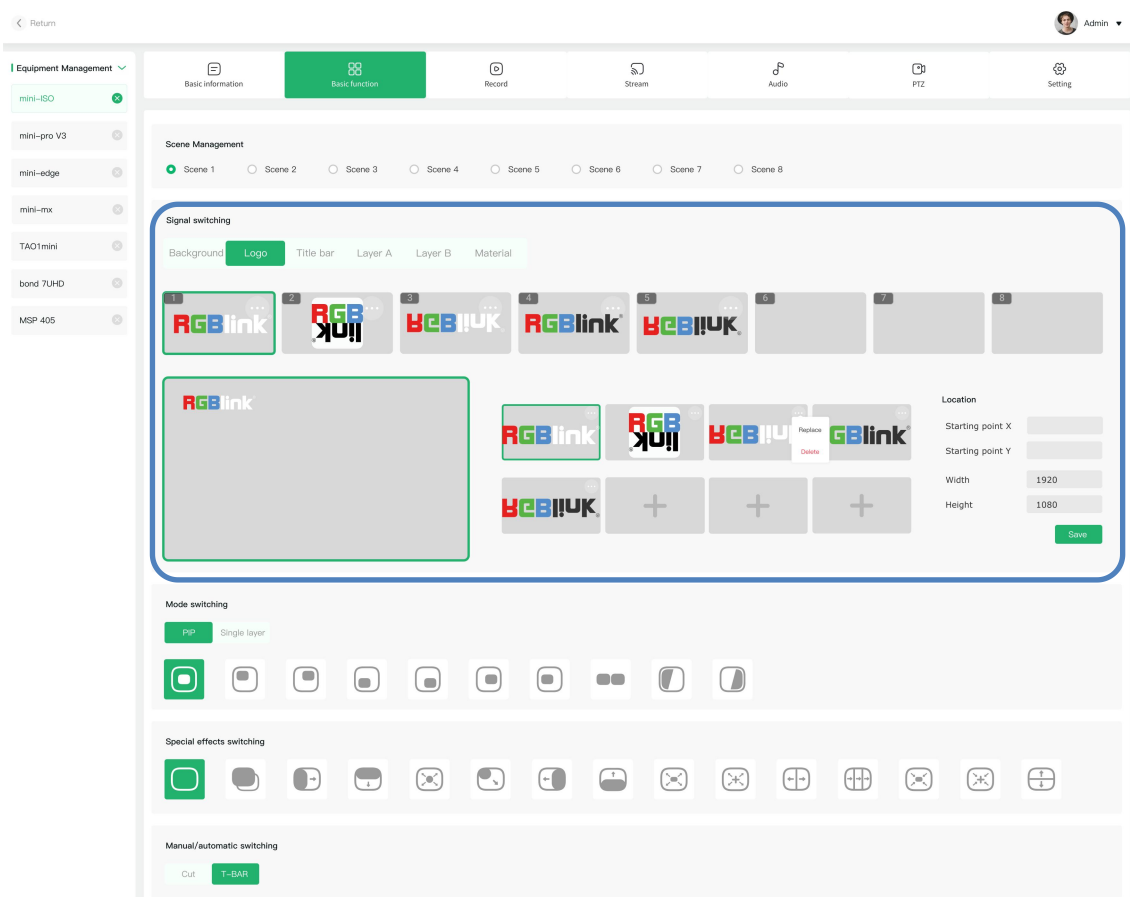 Return
Admin
Equipment Management
mini-ISO
mini-pro V3
mini-edge
mini-mx
TAO1mini
bond 7UHD
MSP 405
Basic information
Basic function
Record
Stream
Audio
PTZ
Setting
Scene Management
Scene 1 Scene 2 Scene 3 Scene 4 Scene 5 Scene 6 Scene 7 Scene 8
Signal switching
Background Logo Title bar Layer A Layer B Material
1 2 3 4 5 6 7 8
RGBlink RGBlink RGBlink RGBlink RGBlink
RGBlink
RGBlink RGBlink RGBlink GBlink
Replace
Delete
RGBlink
Location
Starting point X
Starting point Y
Width 1920
Height 1080
Save
Mode switching
PIP Single layer
Special effects switching
Manual/automatic switching
Cut T-BAR